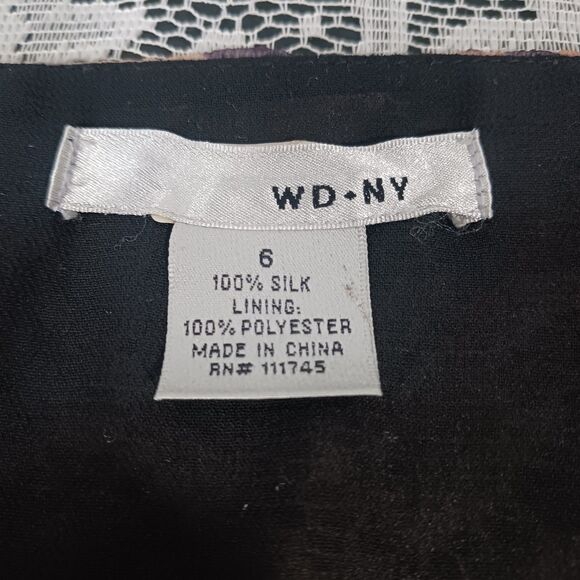 WD•NY
6
100% SILK
LINING:
100% POLYESTER
MADE IN CHINA
RN# 111745